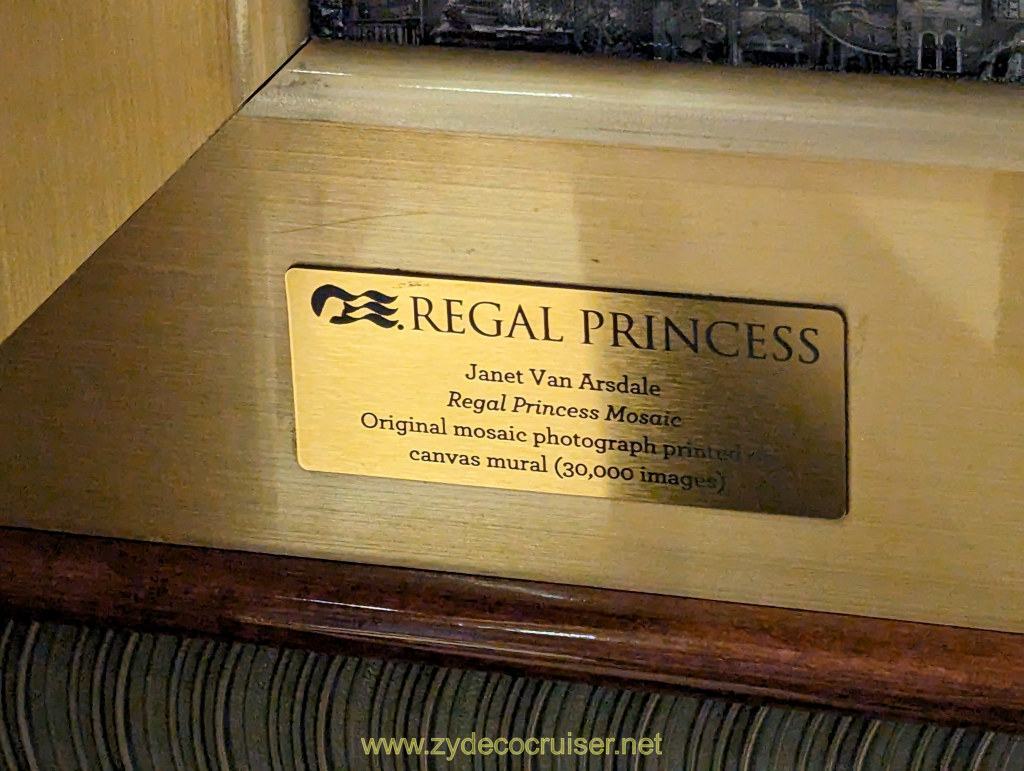 REGAL PRINCESS
Janet Van Arsdale
Regal Princess Mosaic
Original mosaic photograph printed
canvas mural (30,000 images)
www.zydecocruiser.net